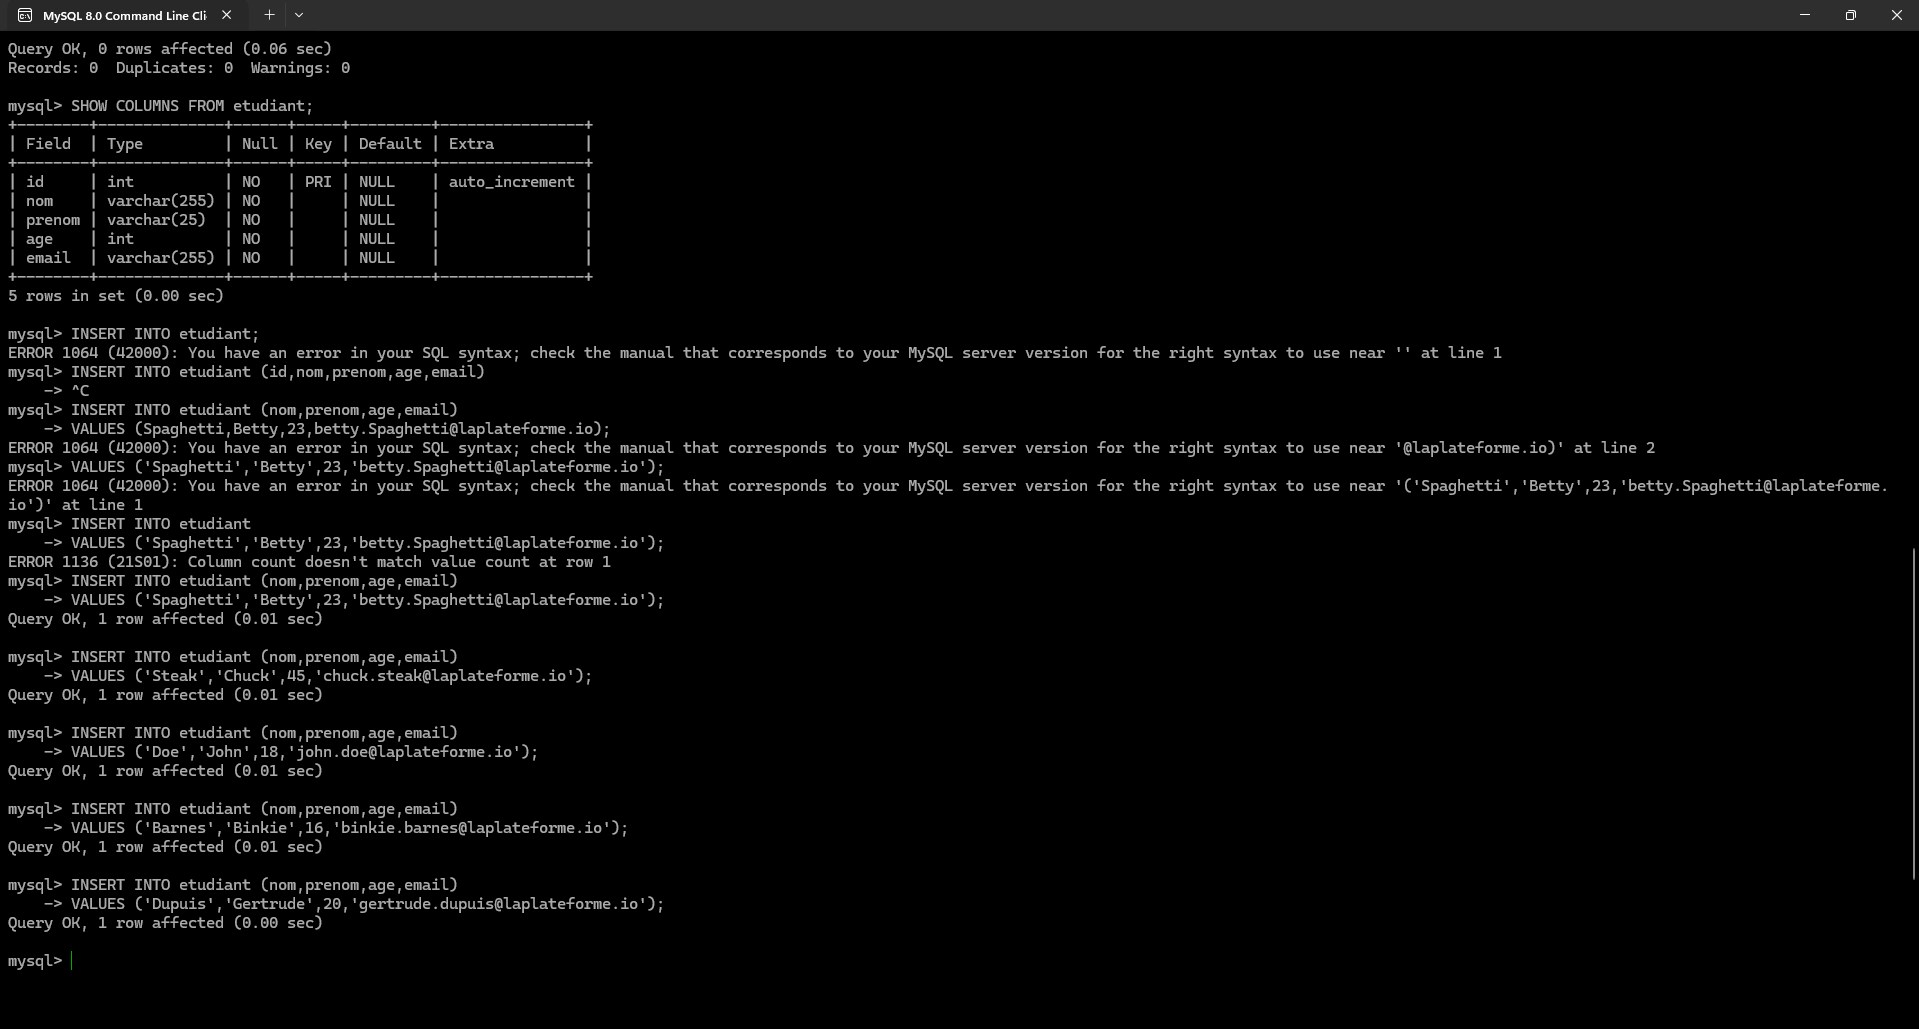 MySQL 8.0 Command Line Cli
Query OK, 0 rows affected (0.06 sec)
Records: 0  Duplicates: 0  Warnings: 0
mysql> SHOW COLUMNS FROM etudiant;
+--------+--------------+------+-----+---------+----------------+
| Field  | Type         | Null | Key | Default | Extra          |
+--------+--------------+------+-----+---------+----------------+
| id     | int          | NO   | PRI | NULL    | auto_increment |
| nom    | varchar(255) | NO   |     | NULL    |                |
| prenom | varchar(25)  | NO   |     | NULL    |                |
| age    | int          | NO   |     | NULL    |                |
| email  | varchar(255) | NO   |     | NULL    |                |
+--------+--------------+------+-----+---------+----------------+
5 rows in set (0.00 sec)
mysql> INSERT INTO etudiant;
ERROR 1064 (42000): You have an error in your SQL syntax; check the manual that corresponds to your MySQL server version for the right syntax to use near '' at line 1
mysql> INSERT INTO etudiant (id,nom,prenom,age,email)
    -> ^C
mysql> INSERT INTO etudiant (nom,prenom,age,email)
    -> VALUES (Spaghetti,Betty,23,betty.Spaghetti@laplateforme.io);
ERROR 1064 (42000): You have an error in your SQL syntax; check the manual that corresponds to your MySQL server version for the right syntax to use near '@laplateforme.io)' at line 2
mysql> VALUES ('Spaghetti','Betty',23,'betty.Spaghetti@laplateforme.io');
ERROR 1064 (42000): You have an error in your SQL syntax; check the manual that corresponds to your MySQL server version for the right syntax to use near '('Spaghetti','Betty',23,'betty.Spaghetti@laplateforme.
io')' at line 1
mysql> INSERT INTO etudiant
    -> VALUES ('Spaghetti','Betty',23,'betty.Spaghetti@laplateforme.io');
ERROR 1136 (21S01): Column count doesn't match value count at row 1
mysql> INSERT INTO etudiant (nom,prenom,age,email)
    -> VALUES ('Spaghetti','Betty',23,'betty.Spaghetti@laplateforme.io');
Query OK, 1 row affected (0.01 sec)
mysql> INSERT INTO etudiant (nom,prenom,age,email)
    -> VALUES ('Steak','Chuck',45,'chuck.steak@laplateforme.io');
Query OK, 1 row affected (0.01 sec)
mysql> INSERT INTO etudiant (nom,prenom,age,email)
    -> VALUES ('Doe','John',18,'john.doe@laplateforme.io');
Query OK, 1 row affected (0.01 sec)
mysql> INSERT INTO etudiant (nom,prenom,age,email)
    -> VALUES ('Barnes','Binkie',16,'binkie.barnes@laplateforme.io');
Query OK, 1 row affected (0.01 sec)
mysql> INSERT INTO etudiant (nom,prenom,age,email)
    -> VALUES ('Dupuis','Gertrude',20,'gertrude.dupuis@laplateforme.io');
Query OK, 1 row affected (0.00 sec)
mysql>